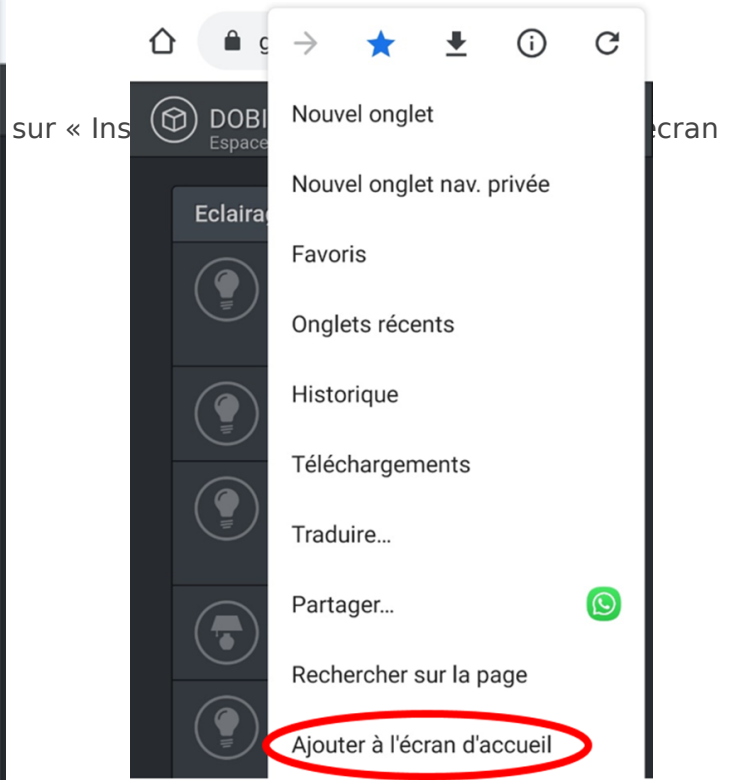 sur « Ins
écran
DOBI
Espace
Eclairag
Nouvel onglet
Nouvel onglet nav. privée
Favoris
Onglets récents
Historique
Téléchargements
Traduire...
Partager...
Rechercher sur la page
Ajouter à l'écran d'accueil